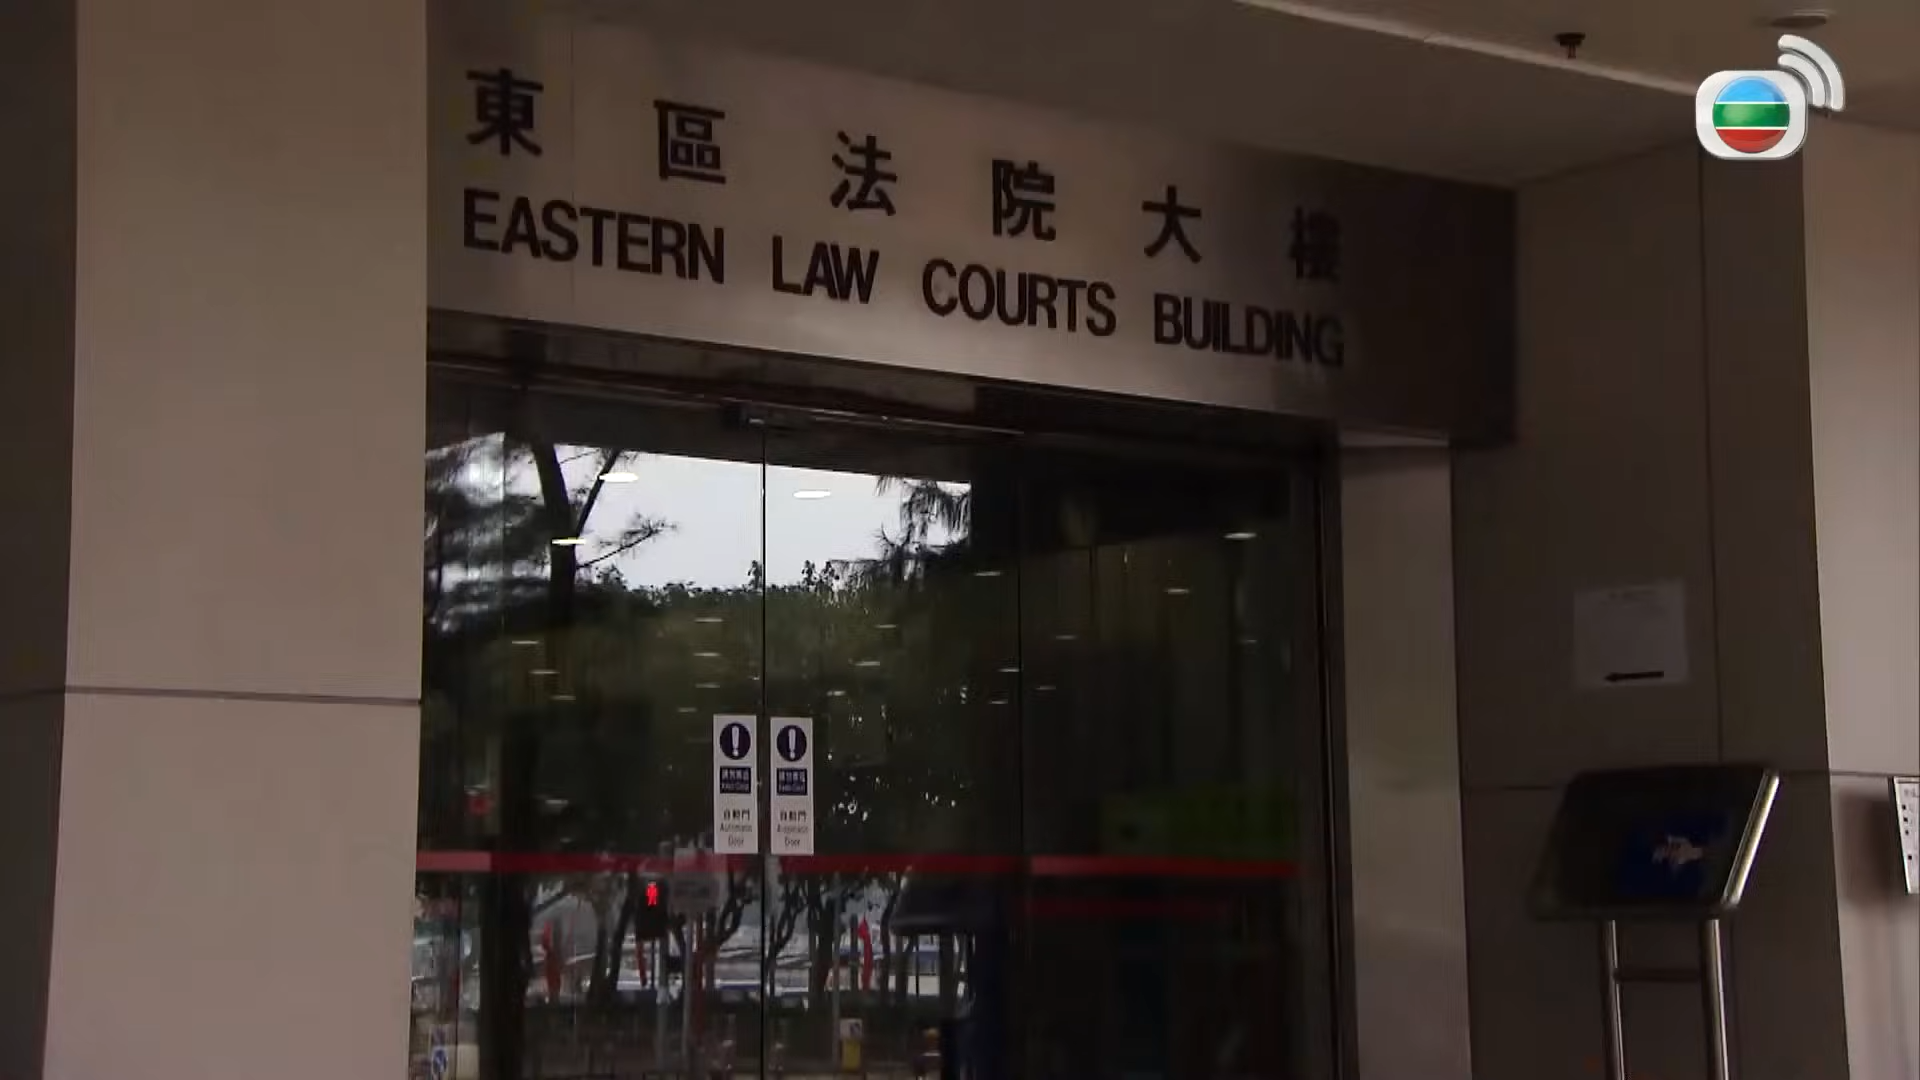 東區法院大樓
EASTERN LAW COURTS BUILDING
自動門
Automatic
Door
自動門
Automatic
Door